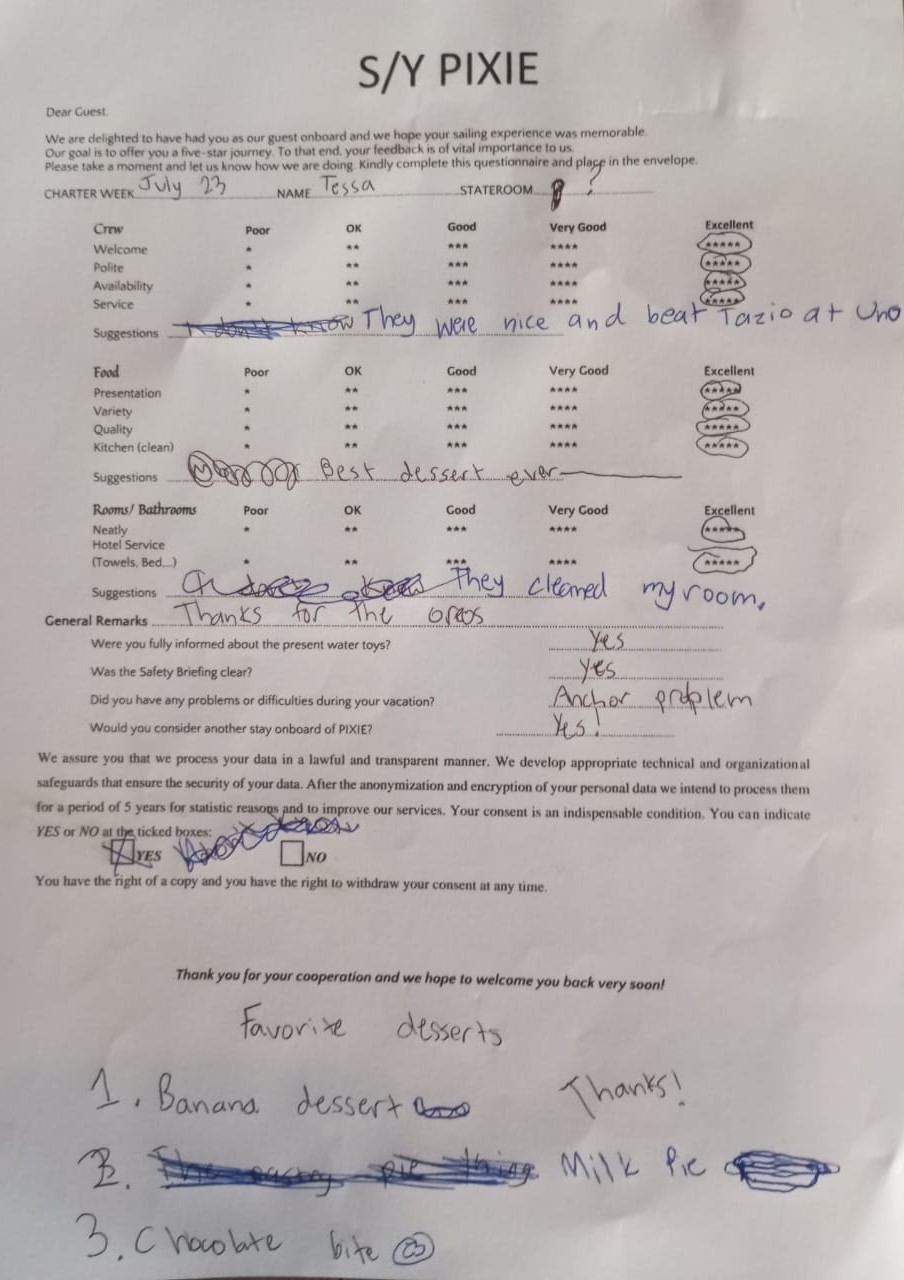 S/Y PIXIE
Dear Guest,
We are delighted to have had you as our guest onboard and we hope your sailing experience was memorable.
Our goal is to offer you a five-star journey. To that end, your feedback is of vital importance to us.
Please take a moment and let us know how we are doing. Kindly complete this questionnaire and place in the envelope.
CHARTER WEEK July 23 NAME Tessa STATEROOM ?
Crew Poor OK Good Very Good Excellent
Welcome * ** *** **** *****
Polite * ** *** **** *****
Availability * ** *** **** *****
Service * ** *** **** *****
Suggestions I don't know They were nice and beat Tazio at Uno
Food Poor OK Good Very Good Excellent
Presentation * ** *** **** *****
Variety * ** *** **** *****
Quality * ** *** **** *****
Kitchen (clean) * ** *** **** *****
Suggestions Best dessert ever
Rooms/ Bathrooms Poor OK Good Very Good Excellent
Neatly * ** *** **** *****
Hotel Service
(Towels, Bed,...) * ** *** **** *****
Suggestions They cleaned my room.
General Remarks Thanks for the oreos
Were you fully informed about the present water toys? Yes
Was the Safety Briefing clear? Yes
Did you have any problems or difficulties during your vacation? Anchor problem
Would you consider another stay onboard of PIXIE? Yes!
We assure you that we process your data in a lawful and transparent manner. We develop appropriate technical and organizational
safeguards that ensure the security of your data. After the anonymization and encryption of your personal data we intend to process them
for a period of 5 years for statistic reasons and to improve our services. Your consent is an indispensable condition. You can indicate
YES or NO at the ticked boxes:
YES NO
You have the right of a copy and you have the right to withdraw your consent at any time.
Thank you for your cooperation and we hope to welcome you back very soon!
Favorite desserts
1. Banana dessert Thanks!
2. pie thing Milk Pie
3. Chocolate bite